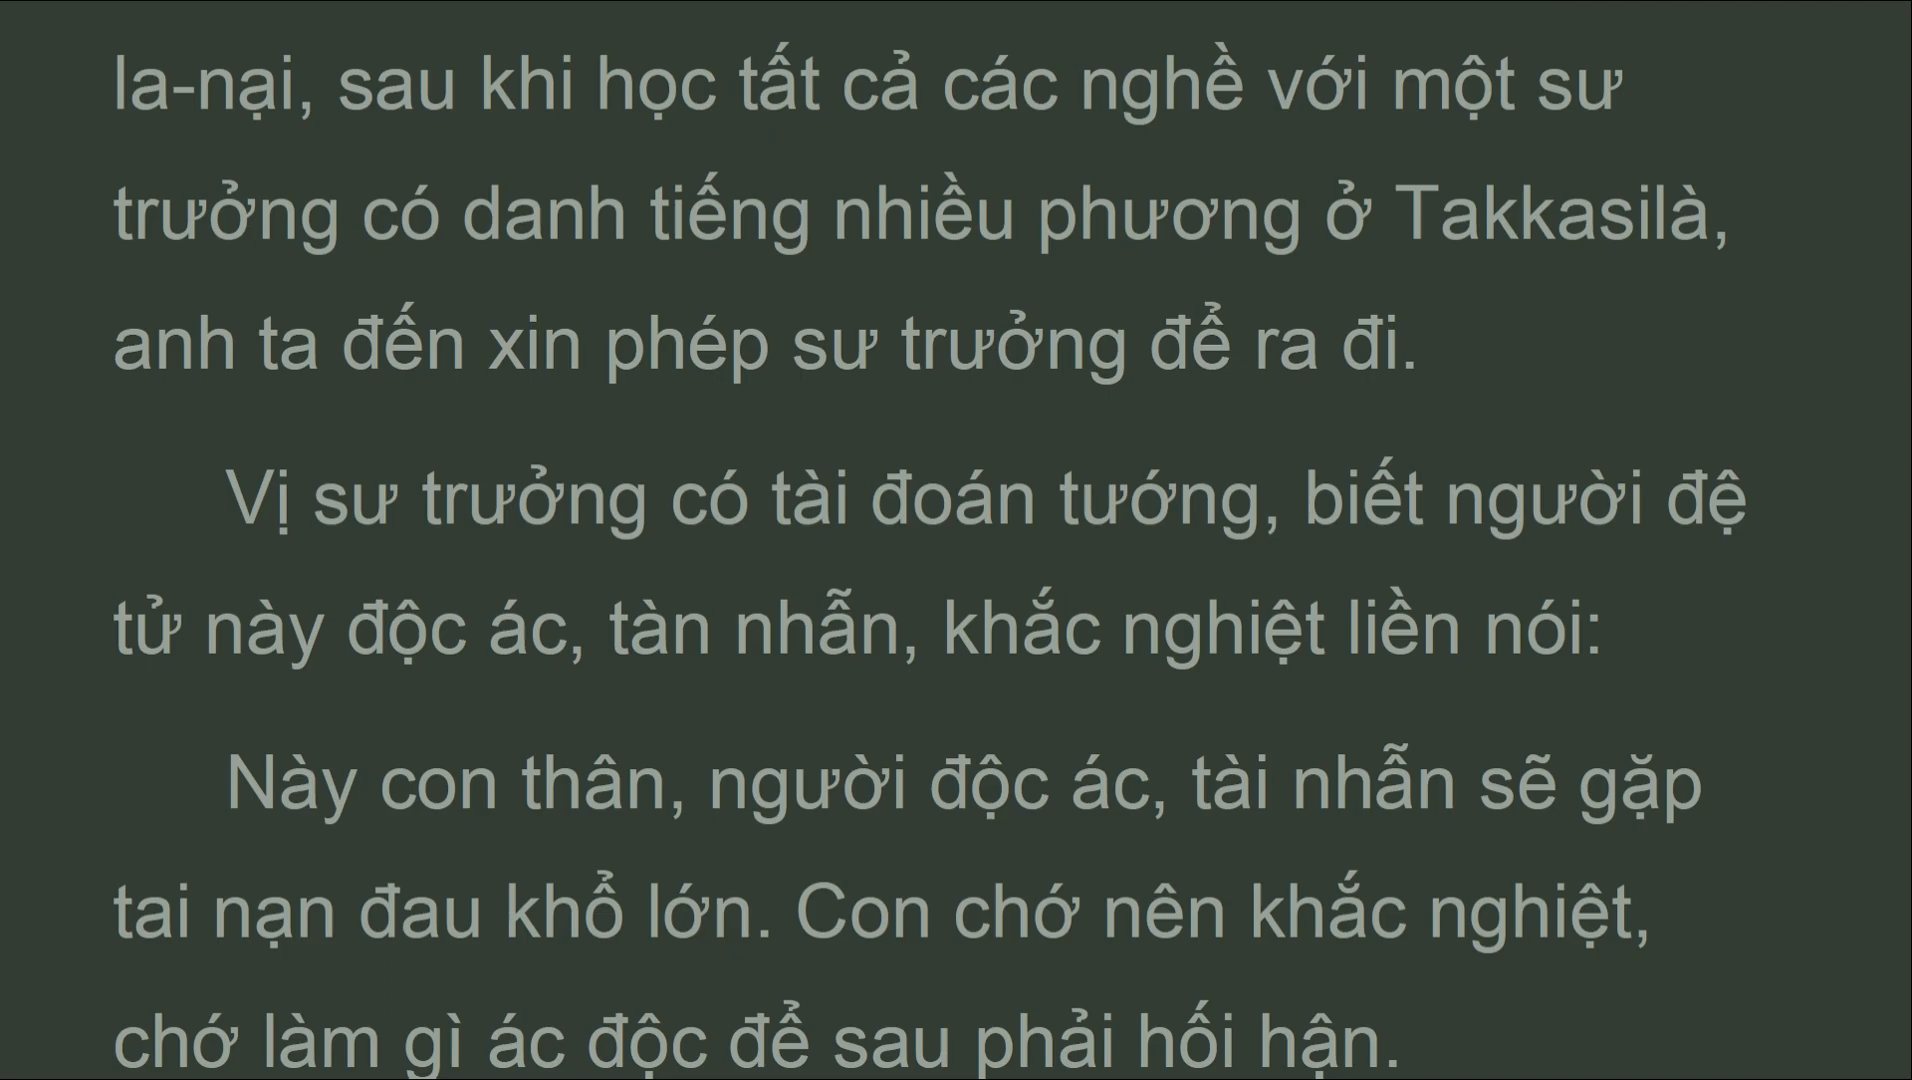 la-nại, sau khi học tất cả các nghề với một sư
trưởng có danh tiếng nhiều phương ở Takkasilà,
anh ta đến xin phép sư trưởng để ra đi.
Vị sư trưởng có tài đoán tướng, biết người đệ
tử này độc ác, tàn nhẫn, khắc nghiệt liền nói:
Này con thân, người độc ác, tài nhẫn sẽ gặp
tai nạn đau khổ lớn. Con chớ nên khắc nghiệt,
chớ làm gì ác độc để sau phải hối hận.